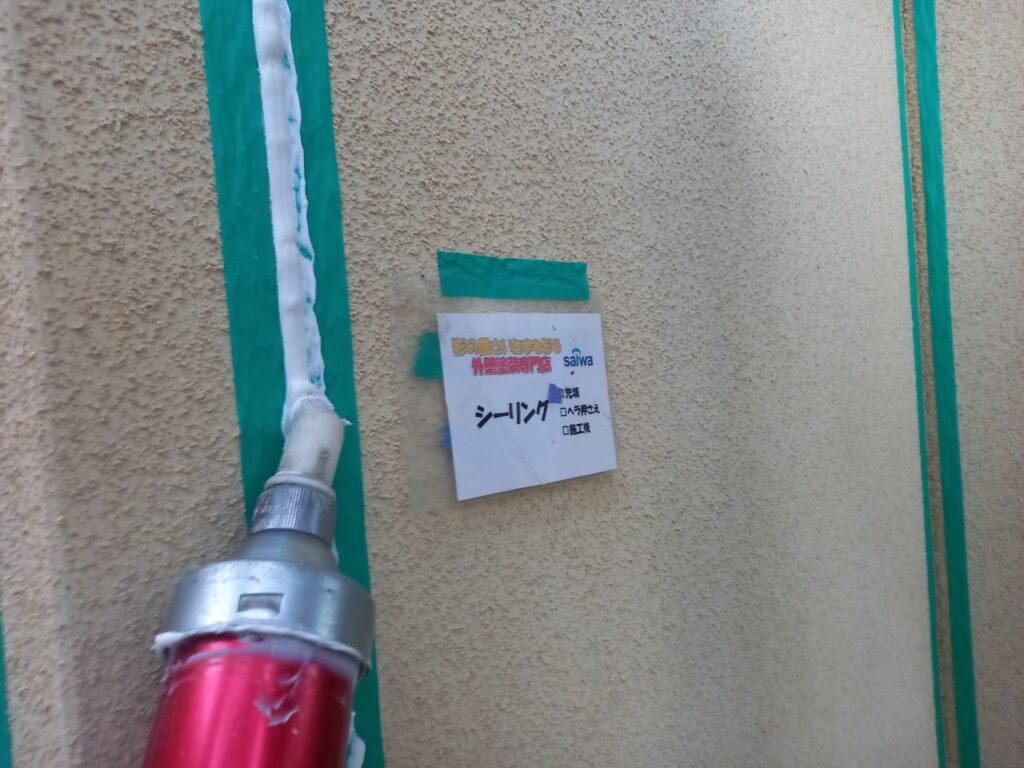 外壁塗装専門店
saiwa
シーリング
充填
□ヘラ押さえ
□施工後